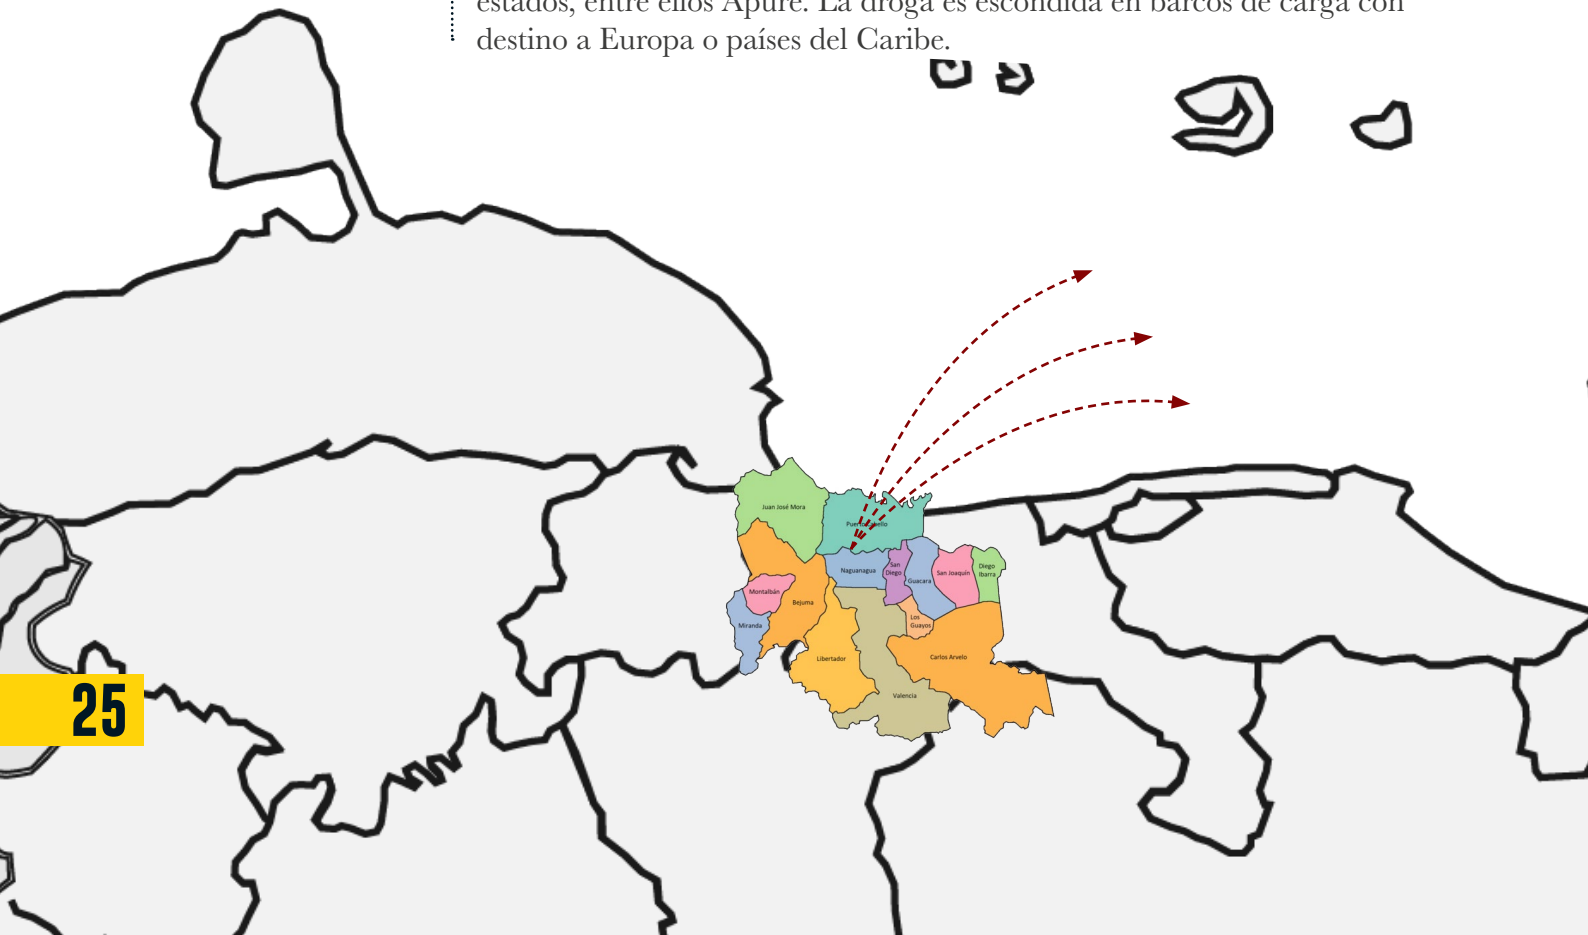 estados, entre ellos Apure. La droga es escondida en barcos de carga con
destino a Europa o países del Caribe.
Juan José Mora
Puerto Cabello
Naguanagua
San
Diego
Guacara
San Joaquín
Diego
Ibarra
Montalbán
Bejuma
Miranda
Los
Guayos
Libertador
Carlos Arvelo
Valencia
25